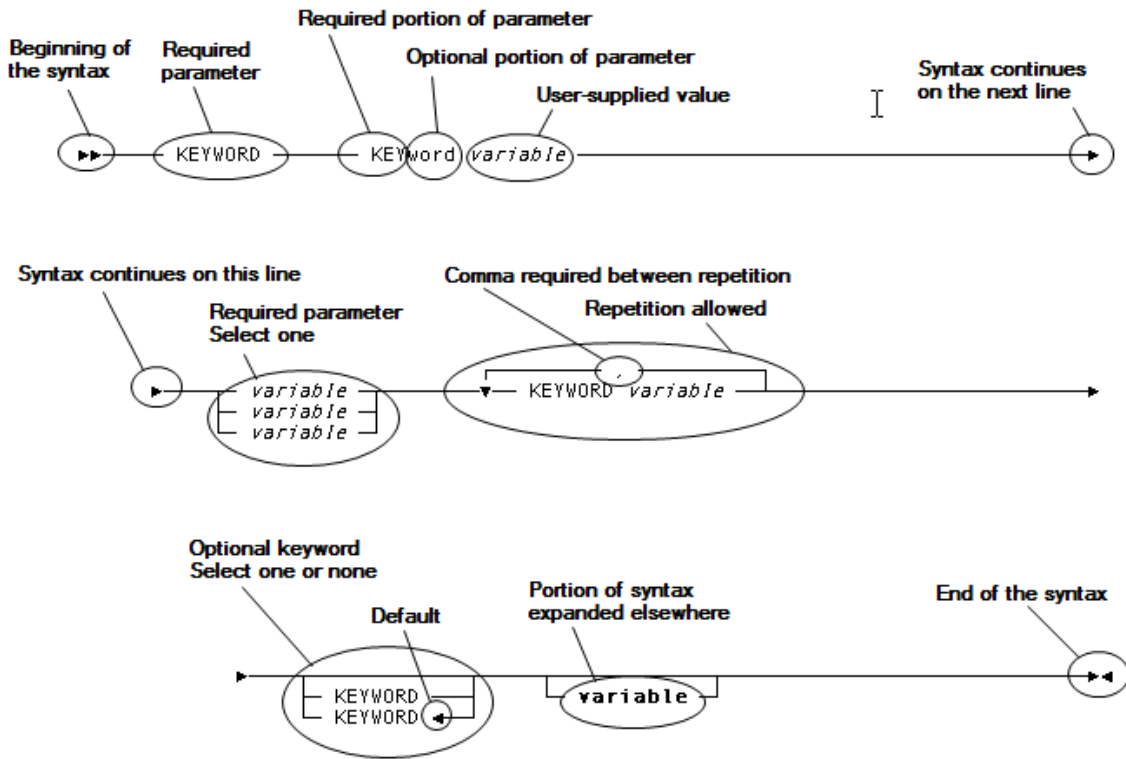 Required portion of parameter
Beginning of
the syntax
Required
parameter
Optional portion of parameter
User-supplied value
Syntax continues
on the next line
KEYWORD
KEYword
variable
Syntax continues on this line
Comma required between repetition
Required parameter
Select one
Repetition allowed
,
variable
variable
variable
KEYWORD variable
Optional keyword
Select one or none
Default
Portion of syntax
expanded elsewhere
End of the syntax
KEYWORD
KEYWORD
variable